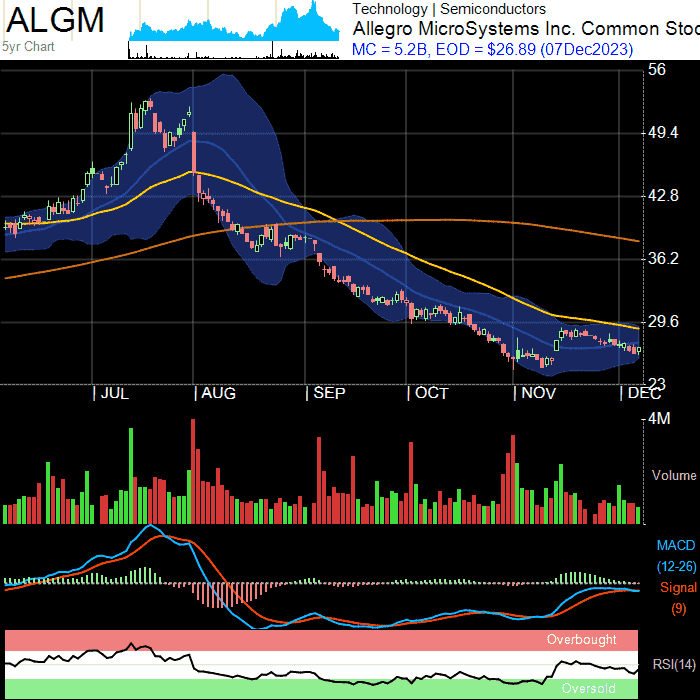 ALGM
5yr Chart
Technology | Semiconductors
Allegro MicroSystems Inc. Common Stoc
MC = 5.2B, EOD = $26.89 (07Dec2023)
56
49.4
42.8
36.2
29.6
23
| JUL | AUG | SEP | OCT | NOV | DEC
4M
Volume
MACD
(12-26)
Signal
(9)
Overbought
RSI(14)
Oversold